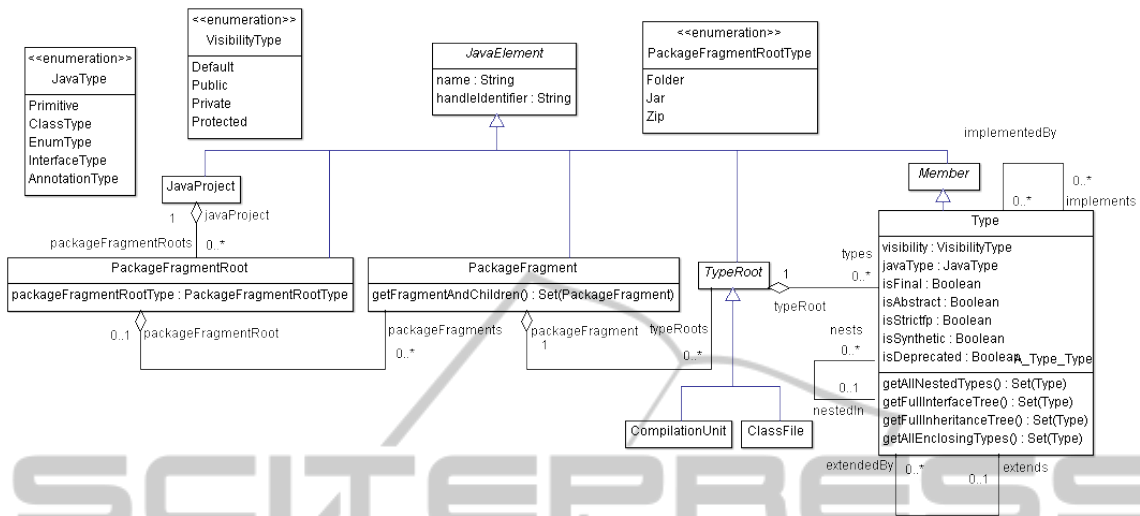 <<enumeration>>
JavaType
Primitive
ClassType
EnumType
InterfaceType
AnnotationType
<<enumeration>>
VisibilityType
Default
Public
Private
Protected
JavaElement
name : String
handleIdentifier : String
<<enumeration>>
PackageFragmentRootType
Folder
Jar
Zip
implementedBy
0..*
0..*
implements
JavaProject
Member
1
javaProject
packageFragmentRoots
0..*
PackageFragmentRoot
packageFragmentRootType : PackageFragmentRootType
PackageFragment
getFragmentAndChildren() : Set(PackageFragment)
TypeRoot
1
typeRoot
types
0..*
Type
visibility : VisibilityType
javaType : JavaType
isFinal : Boolean
isAbstract : Boolean
isStrictfp : Boolean
isSynthetic : Boolean
isDeprecated : Boolean
A_Type_Type
getAllNestedTypes() : Set(Type)
getFullInterfaceTree() : Set(Type)
getFullInheritanceTree() : Set(Type)
getAllEnclosingTypes() : Set(Type)
0..1
packageFragmentRoot
packageFragments
0..*
packageFragment
1
typeRoots
0..*
nests
0..*
0..1
nestedIn
CompilationUnit
ClassFile
extendedBy
0..*
0..1
extends
SCITEPRESS